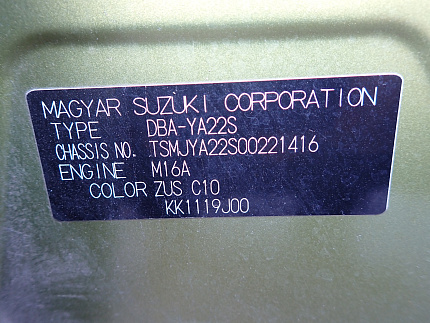 MAGYAR SUZUKI CORPORATION
TYPE DBA-YA22S
CHASSIS NO. TSMJYA22S00221416
ENGINE M16A
COLOR ZUS C10
KK1119J00